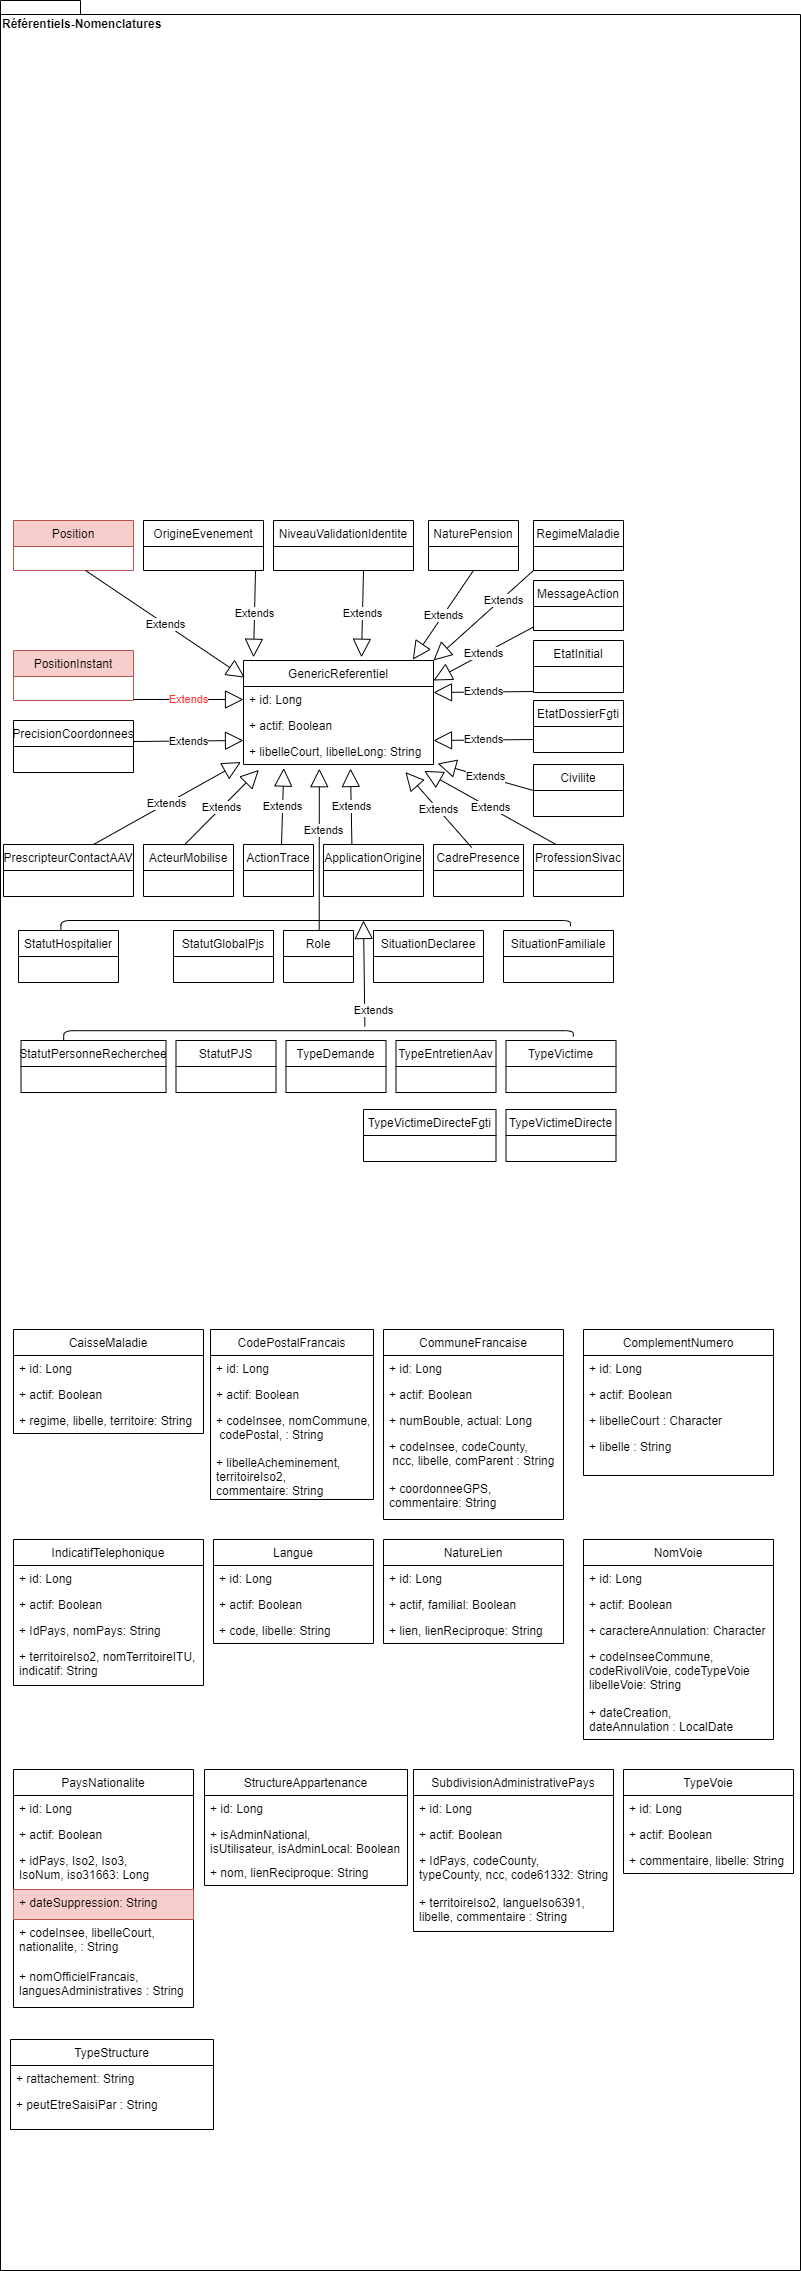 Référentiels-Nomenclatures
Position
OrigineEvenement
NiveauValidationIdentite
NaturePension
RegimeMaladie
MessageAction
Extends
Extends
Extends
Extends
Extends
EtatInitial
Extends
PositionInstant
GenericReferentiel
Extends
+ id: Long
Extends
EtatDossierFgti
+ actif: Boolean
PrecisionCoordonnees
Extends
Extends
+ libelleCourt, libelleLong: String
Civilite
Extends
Extends
Extends
Extends
Extends
Extends
Extends
Extends
PrescripteurContactAAV
ActeurMobilise
ActionTrace
ApplicationOrigine
CadrePresence
ProfessionSivac
StatutHospitalier
StatutGlobalPjs
Role
SituationDeclaree
SituationFamiliale
Extends
StatutPersonneRecherchee
StatutPJS
TypeDemande
TypeEntretienAav
TypeVictime
TypeVictimeDirecteFgti
TypeVictimeDirecte
CaisseMaladie
+ id: Long
+ actif: Boolean
+ regime, libelle, territoire: String
CodePostalFrancais
+ id: Long
+ actif: Boolean
+ codeInsee, nomCommune,
codePostal, : String
+ libelleAcheminement,
territoireIso2,
commentaire: String
CommuneFrancaise
+ id: Long
+ actif: Boolean
+ numBouble, actual: Long
+ codeInsee, codeCounty,
ncc, libelle, comParent : String
+ coordonneeGPS,
commentaire: String
ComplementNumero
+ id: Long
+ actif: Boolean
+ libelleCourt : Character
+ libelle : String
IndicatifTelephonique
+ id: Long
+ actif: Boolean
+ IdPays, nomPays: String
+ territoireIso2, nomTerritoireITU,
indicatif: String
Langue
+ id: Long
+ actif: Boolean
+ code, libelle: String
NatureLien
+ id: Long
+ actif, familial: Boolean
+ lien, lienReciproque: String
NomVoie
+ id: Long
+ actif: Boolean
+ caractereAnnulation: Character
+ codeInseeCommune,
codeRivoliVoie, codeTypeVoie
libelleVoie: String
+ dateCreation,
dateAnnulation : LocalDate
PaysNationalite
+ id: Long
+ actif: Boolean
+ idPays, Iso2, Iso3,
IsoNum, iso31663: Long
+ dateSuppression: String
+ codeInsee, libelleCourt,
nationalite, : String
+ nomOfficielFrancais,
languesAdministratives : String
StructureAppartenance
+ id: Long
+ isAdminNational,
isUtilisateur, isAdminLocal: Boolean
+ nom, lienReciproque: String
SubdivisionAdministrativePays
+ id: Long
+ actif: Boolean
+ IdPays, codeCounty,
typeCounty, ncc, code61332: String
+ territoireIso2, langueIso6391,
libelle, commentaire : String
TypeVoie
+ id: Long
+ actif: Boolean
+ commentaire, libelle: String
TypeStructure
+ rattachement: String
+ peutEtreSaisiPar : String